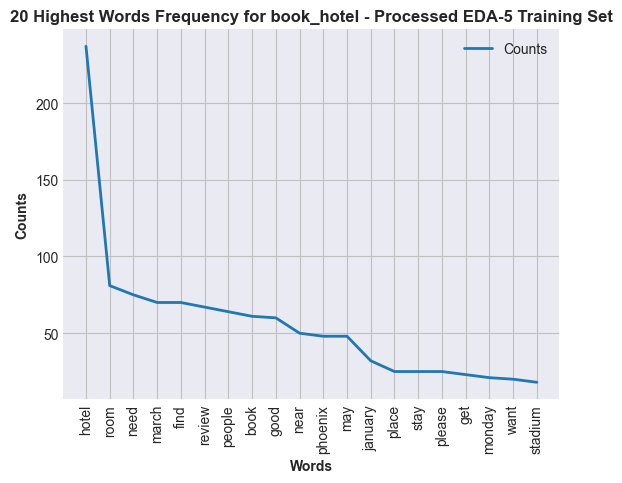 20 Highest Words Frequency for book_hotel - Processed EDA-5 Training Set
Counts
200
150
100
50
Counts
hotel
room
need
march
find
review
people
book
good
near
phoenix
may
january
place
stay
please
get
monday
want
stadium
Words